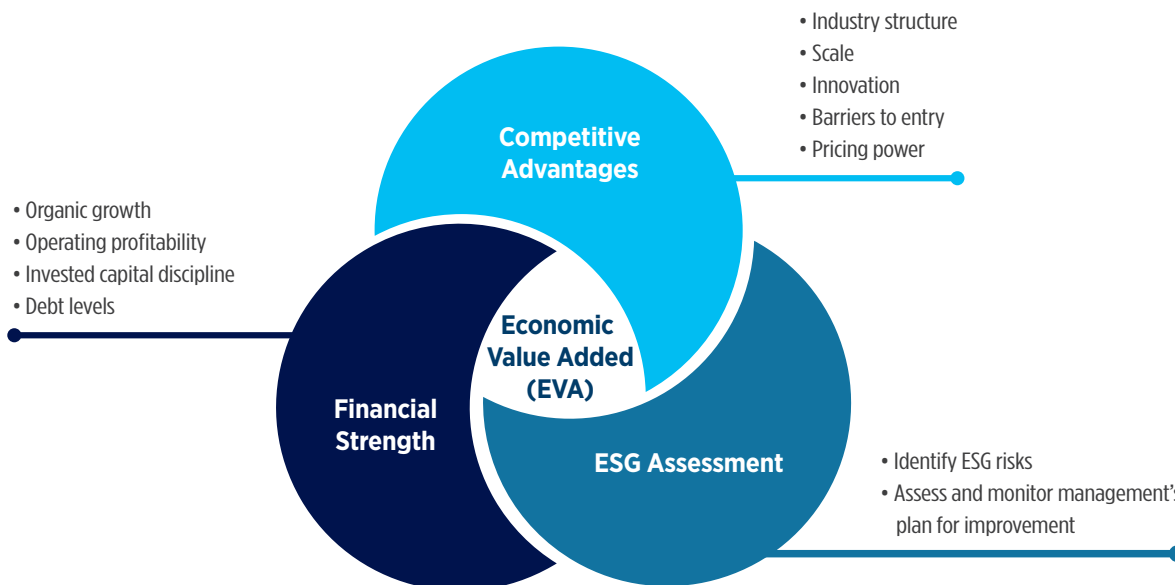 • Industry structure
• Scale
• Innovation
• Barriers to entry
• Pricing power
Competitive
Advantages
• Organic growth
• Operating profitability
• Invested capital discipline
• Debt levels
Economic
Value Added
(EVA)
Financial
Strength
ESG Assessment
• Identify ESG risks
• Assess and monitor management's
plan for improvement